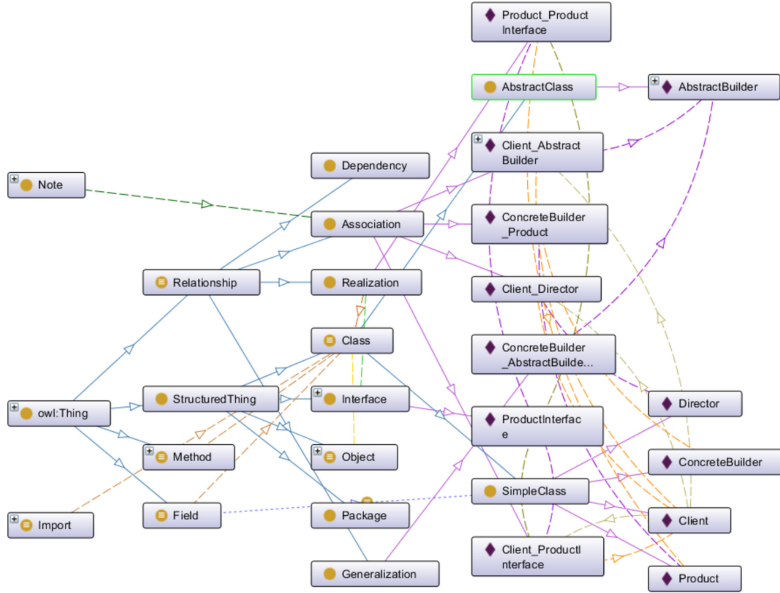 Product_Product
Interface
AbstractClass
AbstractBuilder
Client_Abstract
Builder
Dependency
Note
Association
ConcreteBuilder
_Product
Relationship
Realization
Client_Director
Class
ConcreteBuilder
_AbstractBuilde...
owl:Thing
StructuredThing
Interface
Director
ProductInterfac
e
Method
Object
ConcreteBuilder
SimpleClass
Import
Field
Package
Client
Client_ProductI
nterface
Generalization
Product